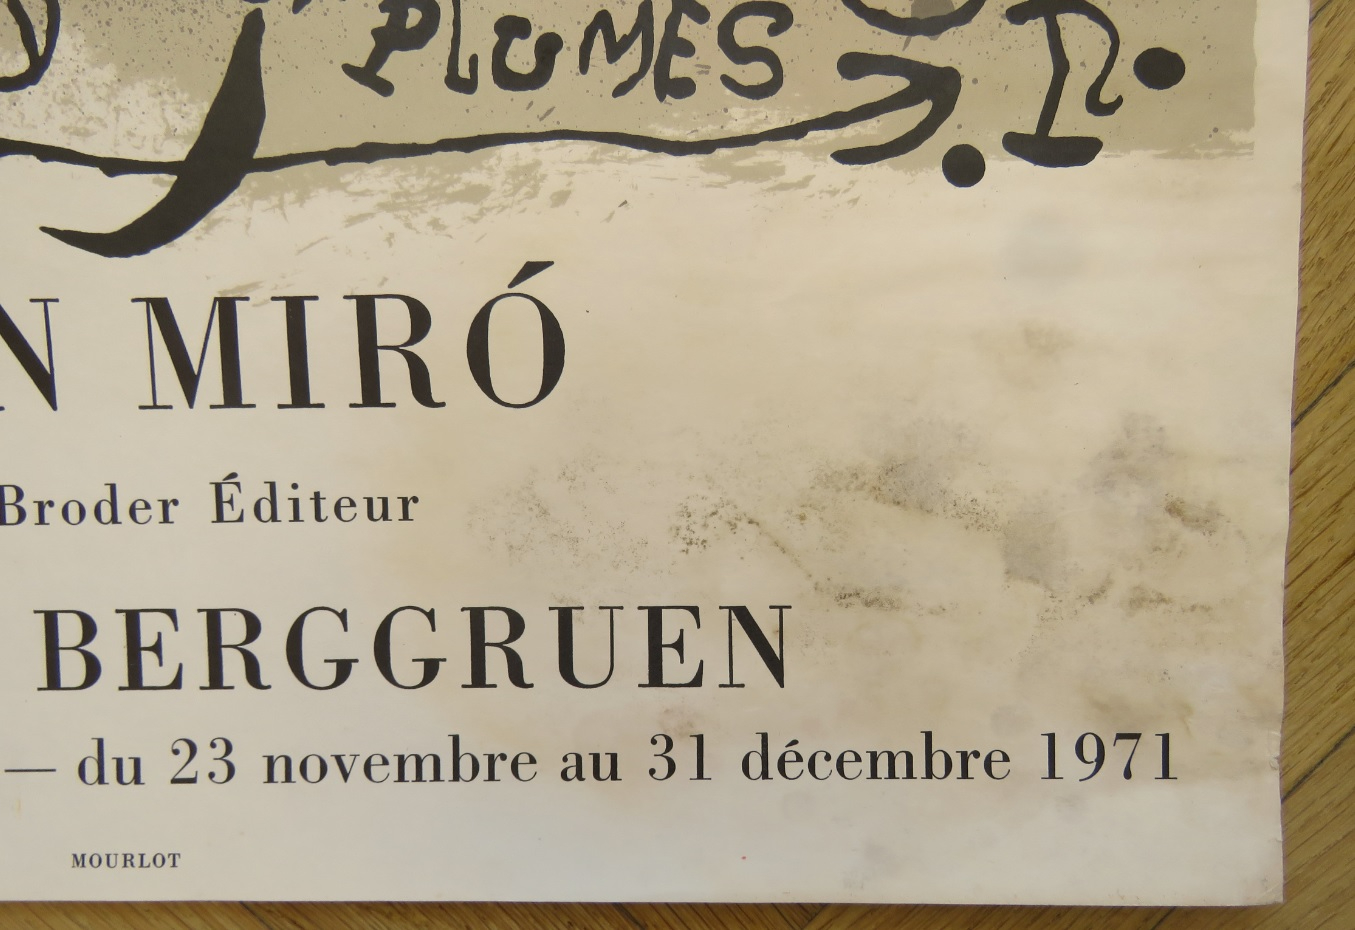 PLUMES
N MIRÓ
Broder Éditeur
BERGGRUEN
— du 23 novembre au 31 décembre 1971
MOURLOT